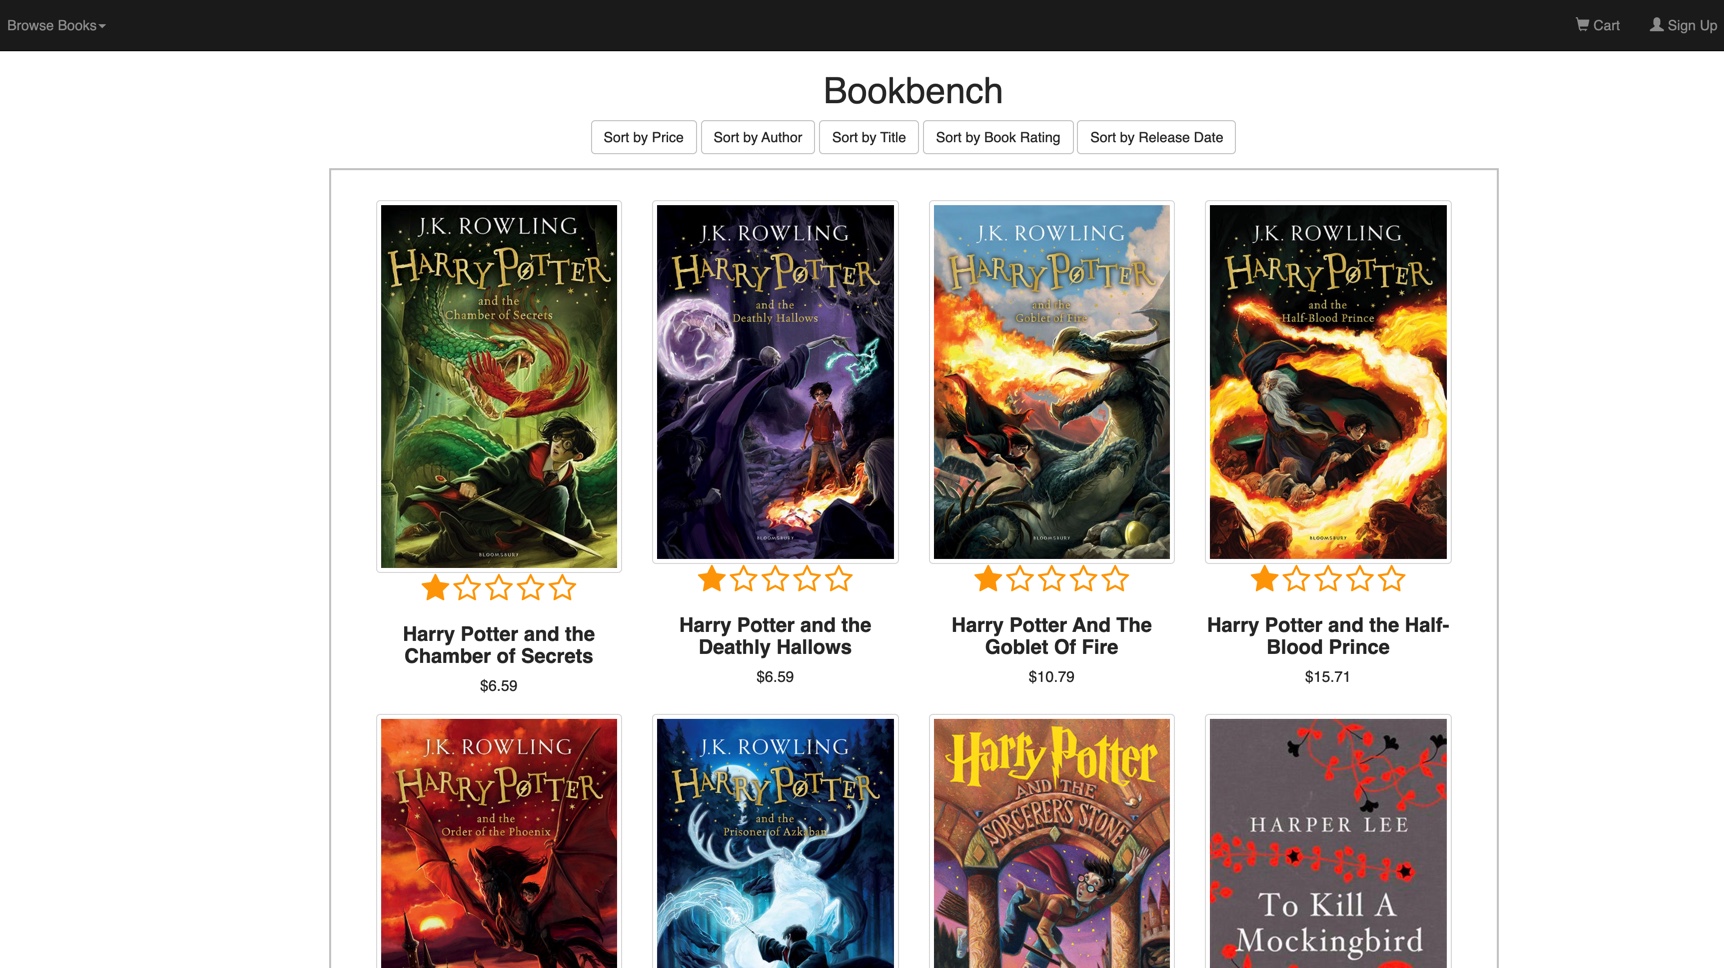 Browse Books
Cart
Sign Up
Bookbench
Sort by Price
Sort by Author
Sort by Title
Sort by Book Rating
Sort by Release Date
J.K. ROWLING
HARRY POTTER
and the
Chamber of Secrets
BLOOMSBURY
J.K. ROWLING
HARRY POTTER
and the
Deathly Hallows
BLOOMSBURY
J.K. ROWLING
HARRY POTTER
and the
Goblet of Fire
BLOOMSBURY
J.K. ROWLING
HARRY POTTER
and the
Half-Blood Prince
BLOOMSBURY
Harry Potter and the
Chamber of Secrets
$6.59
Harry Potter and the
Deathly Hallows
$6.59
Harry Potter And The
Goblet Of Fire
$10.79
Harry Potter and the Half-
Blood Prince
$15.71
J.K. ROWLING
HARRY POTTER
and the
Order of the Phoenix
J.K. ROWLING
HARRY POTTER
and the
Prisoner of Azkaban
Harry Potter
AND THE
SORCERER'S STONE
HARPER LEE
To Kill A
Mockingbird